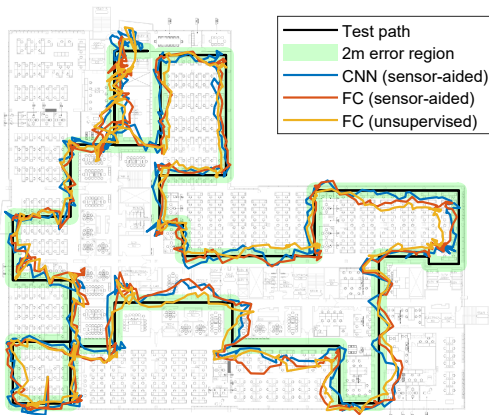 Test path
2m error region
CNN (sensor-aided)
FC (sensor-aided)
FC (unsupervised)